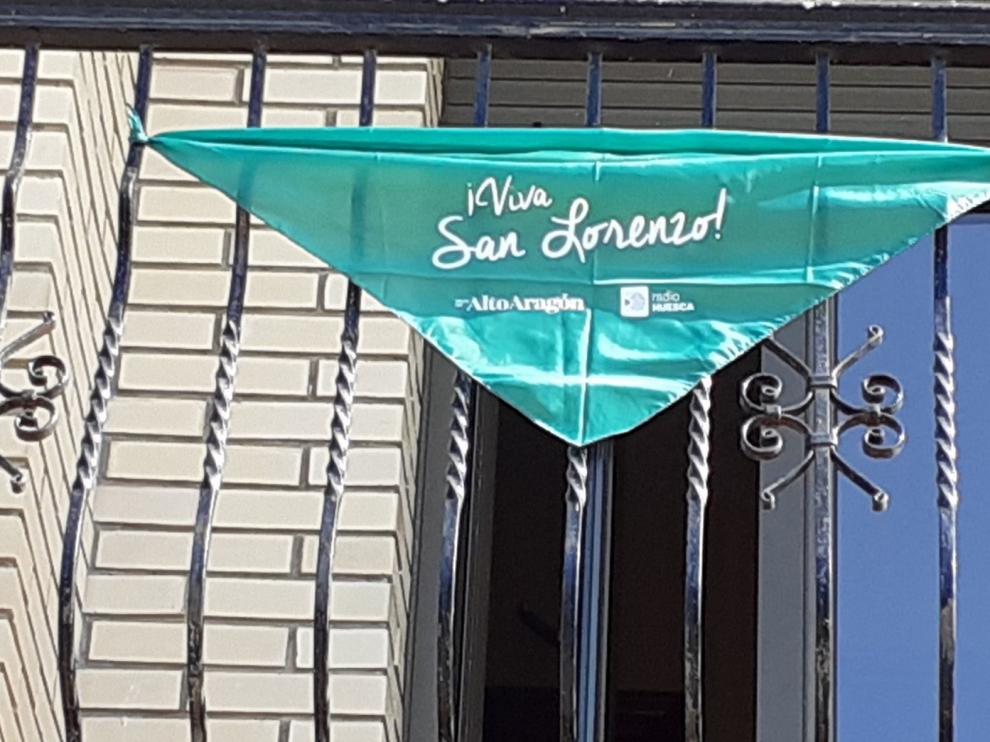 ¡Viva
San Lorenzo!
AltoAragón
radio
HUESCA